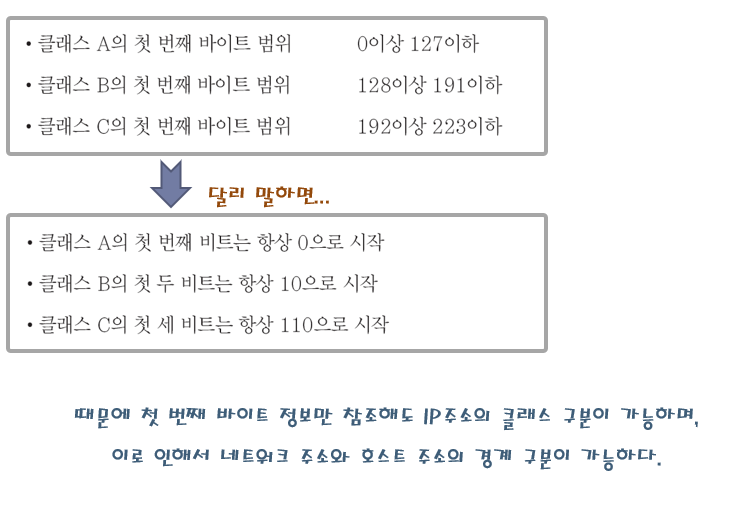 • 클래스 A의 첫 번째 바이트 범위 0이상 127이하
• 클래스 B의 첫 번째 바이트 범위 128이상 191이하
• 클래스 C의 첫 번째 바이트 범위 192이상 223이하
달리 말하면...
• 클래스 A의 첫 번째 비트는 항상 0으로 시작
• 클래스 B의 첫 두 비트는 항상 10으로 시작
• 클래스 C의 첫 세 비트는 항상 110으로 시작
때문에 첫 번째 바이트 정보만 참조해도 IP주소의 클래스 구분이 가능하며,
이로 인해서 네트워크 주소와 호스트 주소의 경계 구분이 가능하다.